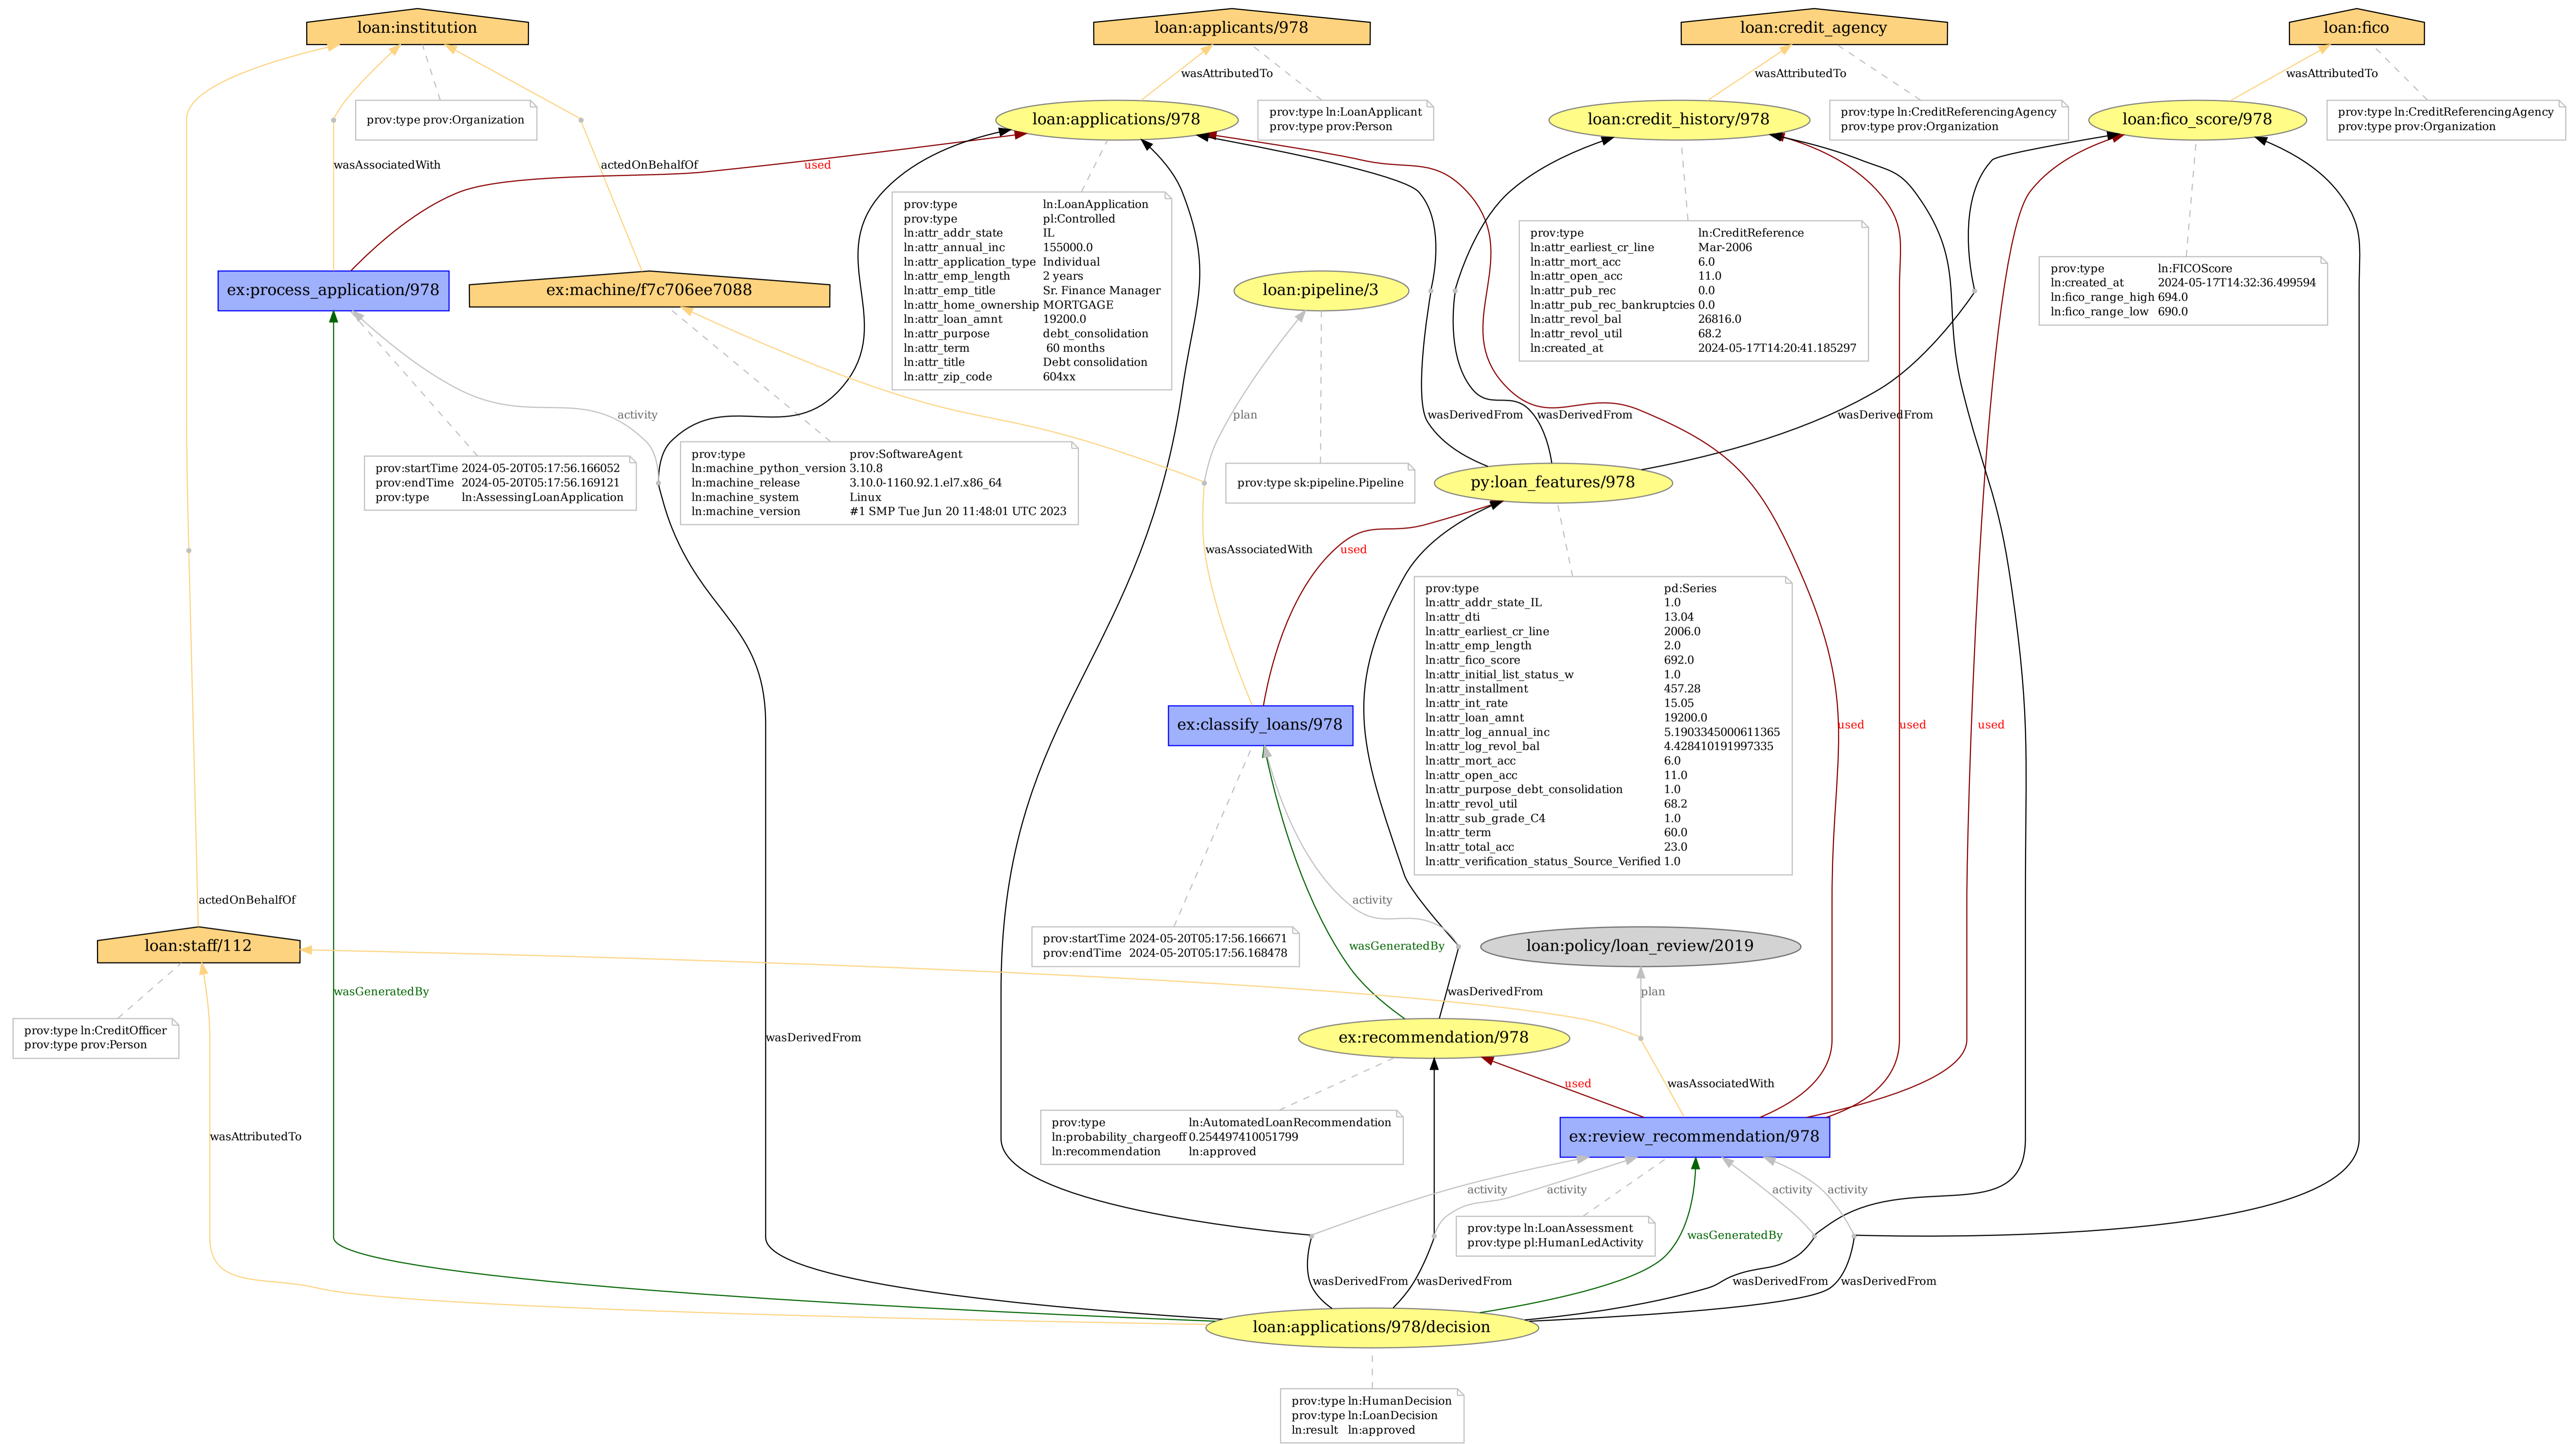 loan:institution
loan:applicants/978
loan:credit_agency
loan:fico
wasAttributedTo
wasAttributedTo
wasAttributedTo
prov:type prov:Organization
loan:applications/978
prov:type ln:LoanApplicant
prov:type prov:Person
loan:credit_history/978
prov:type ln:CreditReferencingAgency
prov:type prov:Organization
loan:fico_score/978
prov:type ln:CreditReferencingAgency
prov:type prov:Organization
wasAssociatedWith
actedOnBehalfOf
used
prov:type ln:LoanApplication
prov:type pl:Controlled
ln:attr_addr_state IL
ln:attr_annual_inc 155000.0
ln:attr_application_type Individual
ln:attr_emp_length 2 years
ln:attr_emp_title Sr. Finance Manager
ln:attr_home_ownership MORTGAGE
ln:attr_loan_amnt 19200.0
ln:attr_purpose debt_consolidation
ln:attr_term 60 months
ln:attr_title Debt consolidation
ln:attr_zip_code 604xx
prov:type ln:CreditReference
ln:attr_earliest_cr_line Mar-2006
ln:attr_mort_acc 6.0
ln:attr_open_acc 11.0
ln:attr_pub_rec 0.0
ln:attr_pub_rec_bankruptcies 0.0
ln:attr_revol_bal 26816.0
ln:attr_revol_util 68.2
ln:created_at 2024-05-17T14:20:41.185297
prov:type ln:FICOScore
ln:created_at 2024-05-17T14:32:36.499594
ln:fico_range_high 694.0
ln:fico_range_low 690.0
ex:process_application/978
ex:machine/f7c706ee7088
loan:pipeline/3
activity
plan
wasDerivedFrom
wasDerivedFrom
wasDerivedFrom
prov:startTime 2024-05-20T05:17:56.166052
prov:endTime 2024-05-20T05:17:56.169121
prov:type ln:AssessingLoanApplication
prov:type prov:SoftwareAgent
ln:machine_python_version 3.10.8
ln:machine_release 3.10.0-1160.92.1.el7.x86_64
ln:machine_system Linux
ln:machine_version #1 SMP Tue Jun 20 11:48:01 UTC 2023
prov:type sk:pipeline.Pipeline
py:loan_features/978
wasAssociatedWith
used
prov:type pd:Series
ln:attr_addr_state_IL 1.0
ln:attr_dti 13.04
ln:attr_earliest_cr_line 2006.0
ln:attr_emp_length 2.0
ln:attr_fico_score 692.0
ln:attr_initial_list_status_w 1.0
ln:attr_installment 457.28
ln:attr_int_rate 15.05
ln:attr_loan_amnt 19200.0
ln:attr_log_annual_inc 5.1903345000611365
ln:attr_log_revol_bal 4.428410191997335
ln:attr_mort_acc 6.0
ln:attr_open_acc 11.0
ln:attr_purpose_debt_consolidation 1.0
ln:attr_revol_util 68.2
ln:attr_sub_grade_C4 1.0
ln:attr_term 60.0
ln:attr_total_acc 23.0
ln:attr_verification_status_Source_Verified 1.0
ex:classify_loans/978
used
used
used
actedOnBehalfOf
activity
loan:staff/112
prov:startTime 2024-05-20T05:17:56.166671
prov:endTime 2024-05-20T05:17:56.168478
wasGeneratedBy
loan:policy/loan_review/2019
wasGeneratedBy
wasDerivedFrom
plan
prov:type ln:CreditOfficer
prov:type prov:Person
wasDerivedFrom
ex:recommendation/978
used
wasAssociatedWith
prov:type ln:AutomatedLoanRecommendation
ln:probability_chargeoff 0.254497410051799
ln:recommendation ln:approved
wasAttributedTo
ex:review_recommendation/978
activity
activity
activity
activity
prov:type ln:LoanAssessment
prov:type pl:HumanLedActivity
wasGeneratedBy
wasDerivedFrom
wasDerivedFrom
wasDerivedFrom
wasDerivedFrom
loan:applications/978/decision
prov:type ln:HumanDecision
prov:type ln:LoanDecision
ln:result ln:approved